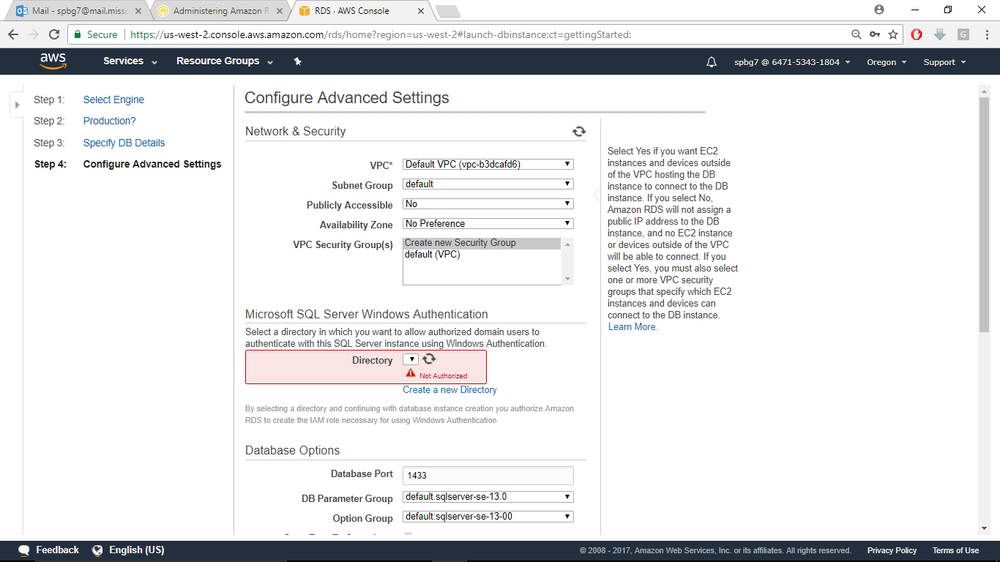 Mail - spbg7@mail.miss
Administering Amazon R
RDS · AWS Console
Secure
https://us-west-2.console.aws.amazon.com/rds/home?region=us-west-2#launch-dbinstance:ct=gettingStarted:
G
aws
Services
Resource Groups
spbg7 @ 6471-5343-1804
Oregon
Support
Step 1: Select Engine
Step 2: Production?
Step 3: Specify DB Details
Step 4: Configure Advanced Settings
Configure Advanced Settings
Network & Security
VPC* Default VPC (vpc-b3dcafd6)
Subnet Group default
Publicly Accessible No
Availability Zone No Preference
VPC Security Group(s) Create new Security Group
default (VPC)
Microsoft SQL Server Windows Authentication
Select a directory in which you want to allow authorized domain users to
authenticate with this SQL Server instance using Windows Authentication.
Directory
Not Authorized
Create a new Directory
By selecting a directory and continuing with database instance creation you authorize Amazon
RDS to create the IAM role necessary for using Windows Authentication
Database Options
Database Port 1433
DB Parameter Group default.sqlserver-se-13.0
Option Group default:sqlserver-se-13-00
Select Yes if you want EC2
instances and devices outside
of the VPC hosting the DB
instance to connect to the DB
instance. If you select No,
Amazon RDS will not assign a
public IP address to the DB
instance, and no EC2 instance
or devices outside of the VPC
will be able to connect. If you
select Yes, you must also select
one or more VPC security
groups that specify which EC2
instances and devices can
connect to the DB instance.
Learn More.
Feedback
English (US)
© 2008 - 2017, Amazon Web Services, Inc. or its affiliates. All rights reserved.
Privacy Policy
Terms of Use